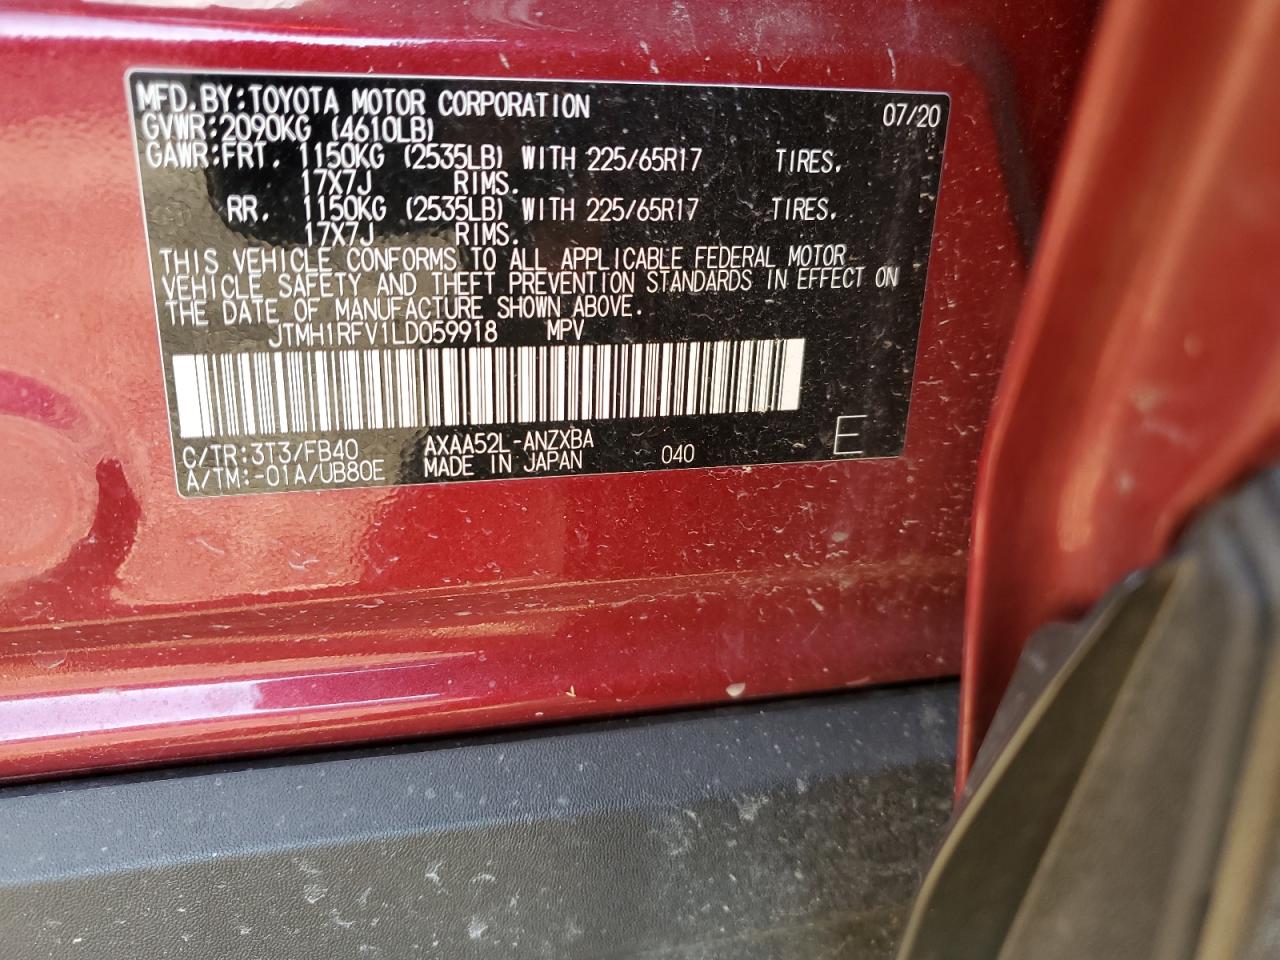 MFD.BY:TOYOTA MOTOR CORPORATION 07/20
GVWR:2090KG (4610LB)
GAWR:FRT. 1150KG (2535LB) WITH 225/65R17 TIRES.
17X7J RIMS.
RR. 1150KG (2535LB) WITH 225/65R17 TIRES.
17X7J RIMS.
THIS VEHICLE CONFORMS TO ALL APPLICABLE FEDERAL MOTOR
VEHICLE SAFETY AND THEFT PREVENTION STANDARDS IN EFFECT ON
THE DATE OF MANUFACTURE SHOWN ABOVE.
JTMH1RFV1LD059918 MPV
C/TR:3T3/FB40 AXAA52L-ANZXBA
A/TM:-01A/UB80E MADE IN JAPAN 040 E